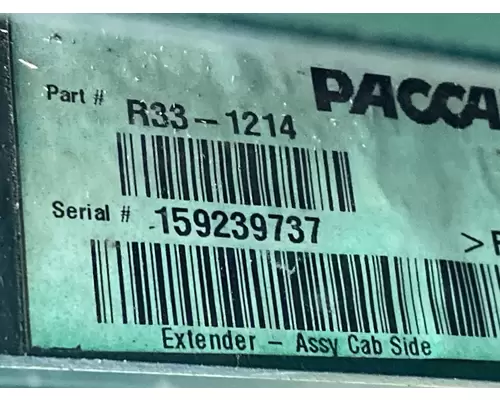 PACCA
Part # R33-1214
Serial # 159239737
>F
Extender - Assy Cab Side